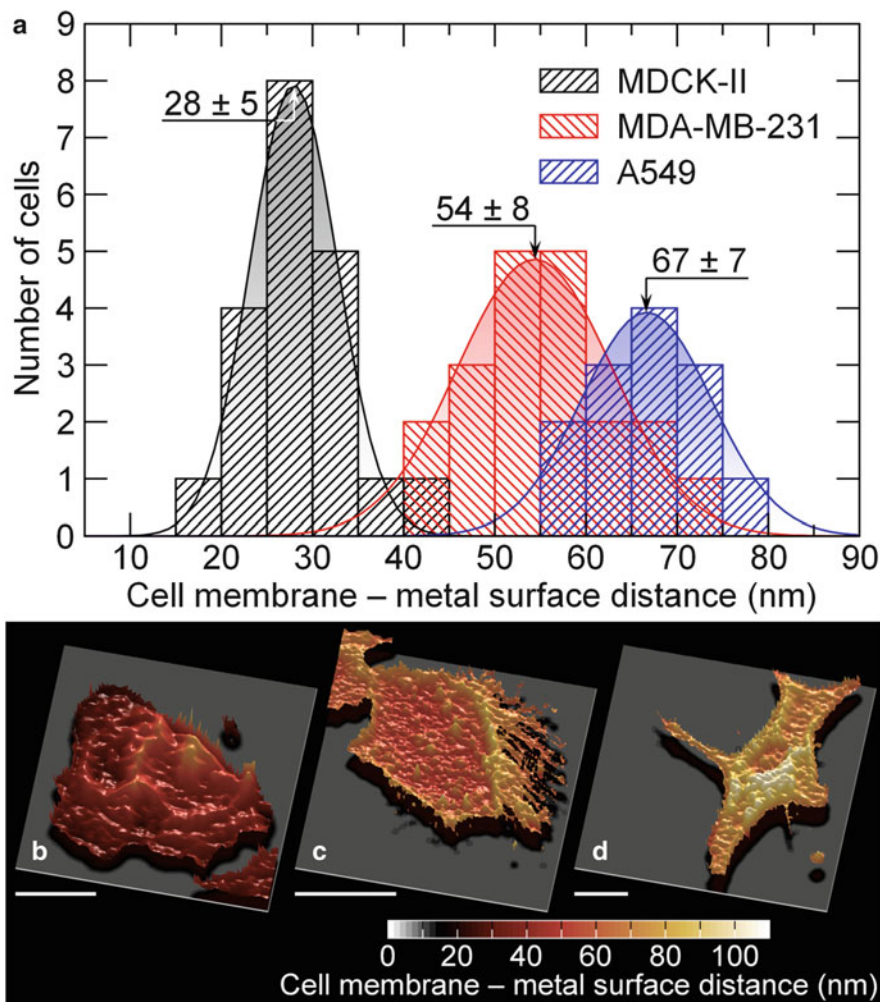 a
9
8
7
6
5
4
3
2
1
0
Number of cells
28 ± 5
54 ± 8
67 ± 7
MDCK-II
MDA-MB-231
A549
10 20 30 40 50 60 70 80 90
Cell membrane – metal surface distance (nm)
b
c
d
0 20 40 60 80 100
Cell membrane – metal surface distance (nm)